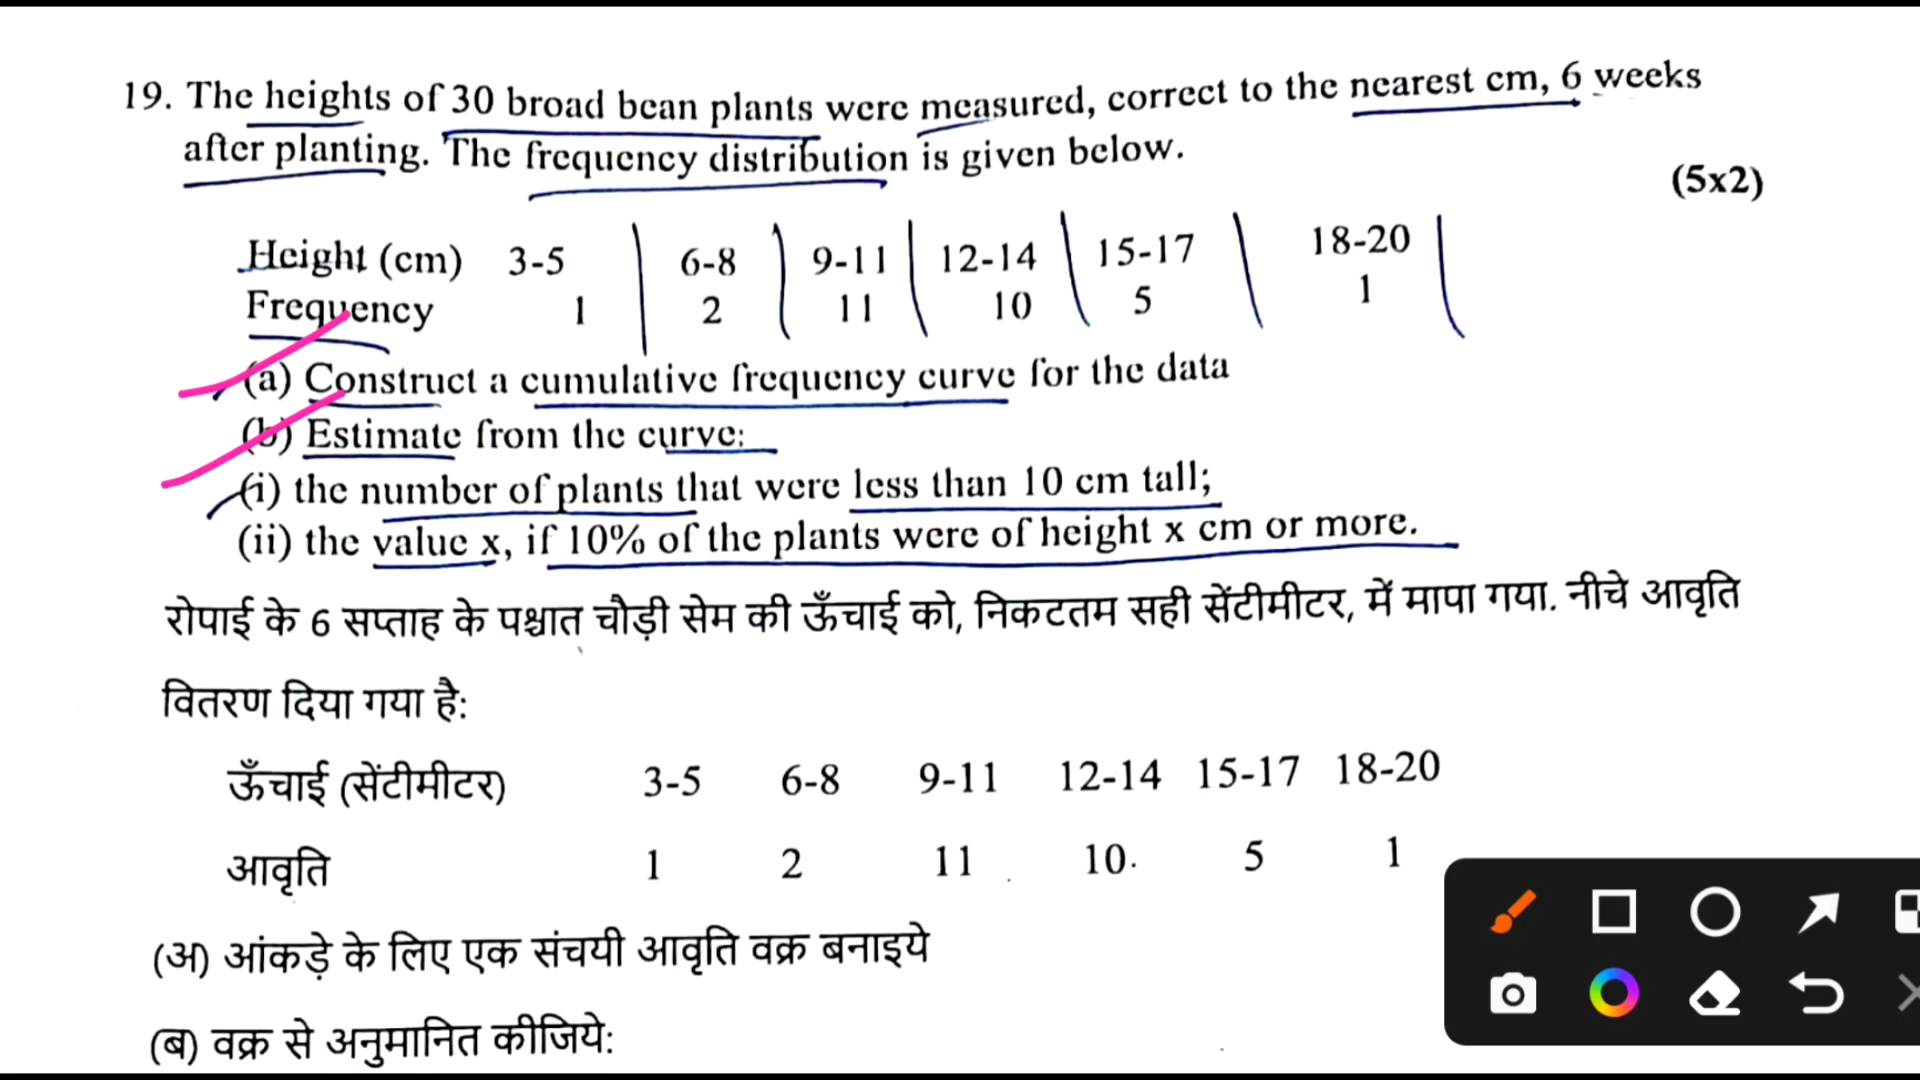 19. The heights of 30 broad bean plants were measured, correct to the nearest cm, 6 weeks
after planting. The frequency distribution is given below.
(5x2)
Height (cm) 3-5 6-8 9-11 12-14 15-17 18-20
Frequency 1 2 11 10 5 1
(a) Construct a cumulative frequency curve for the data
(b) Estimate from the curve:
(i) the number of plants that were less than 10 cm tall;
(ii) the value x, if 10% of the plants were of height x cm or more.
रोपाई के 6 सप्ताह के पश्चात चौड़ी सेम की ऊँचाई को, निकटतम सही सेंटीमीटर, में मापा गया. नीचे आवृति
वितरण दिया गया है:
ऊँचाई (सेंटीमीटर) 3-5 6-8 9-11 12-14 15-17 18-20
आवृति 1 2 11 10. 5 1
(अ) आंकड़े के लिए एक संचयी आवृति वक्र बनाइये
(ब) वक्र से अनुमानित कीजिये: